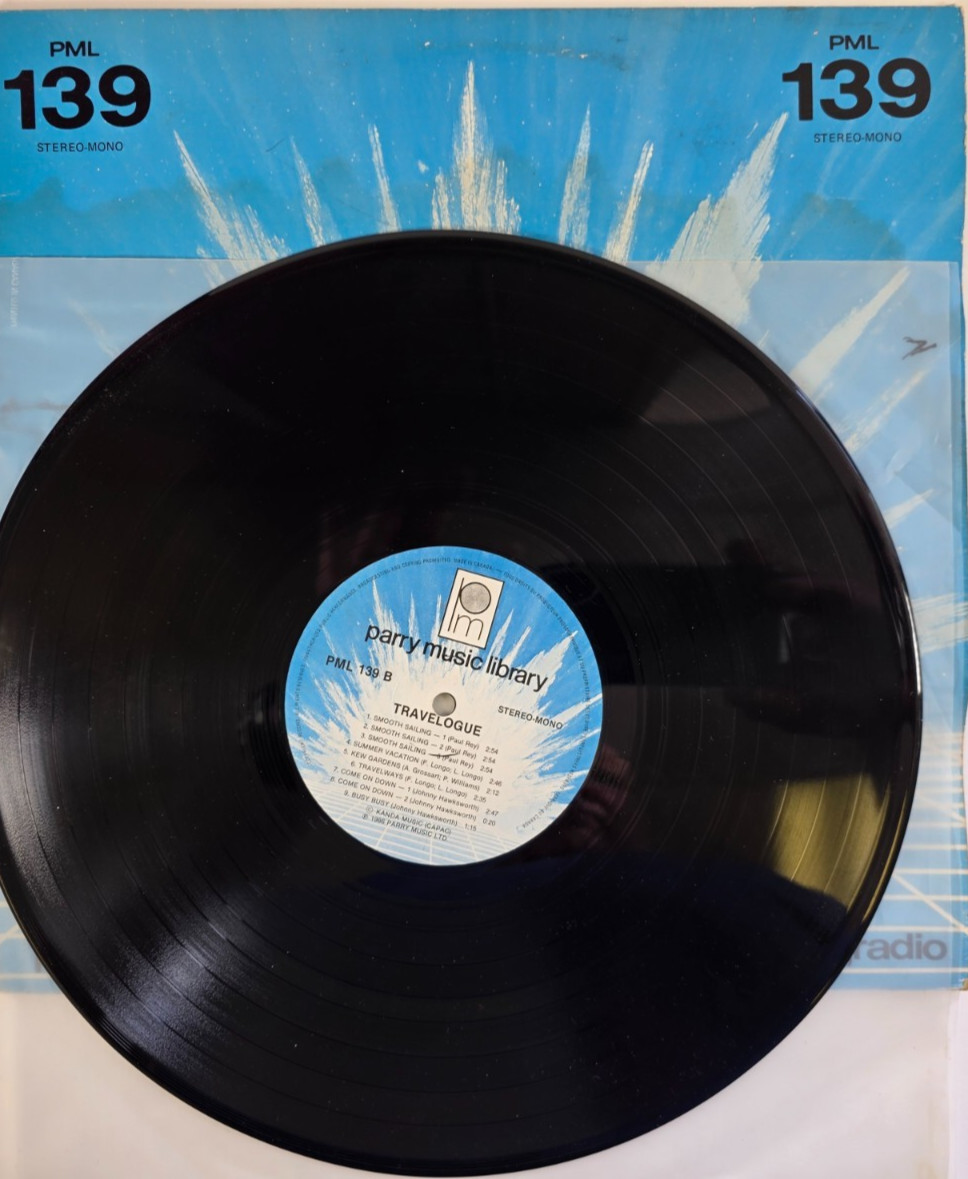 PML
139
STEREO-MONO
PML
139
STEREO-MONO
plm
parry music library
PML 139 B
STEREO-MONO
TRAVELOGUE
1. SMOOTH SAILING — 1 (Paul Rey) 2:54
2. SMOOTH SAILING — 2 (Paul Rey) 2:54
3. SMOOTH SAILING — 3 (Paul Rey) 2:54
4. SUMMER VACATION (F. Longo; L. Longo) 2:46
5. KEW GARDENS (A. Grossart; P. Williams) 2:12
6. TRAVELWAYS (F. Longo; L. Longo) 2:35
7. COME ON DOWN — 1 (Johnny Hawksworth) 2:47
8. COME ON DOWN — 2 (Johnny Hawksworth) 0:20
9. BUSY BUSY (Johnny Hawksworth) 1:15
© KANDA MUSIC (CAPAC)
℗ 1986 PARRY MUSIC LTD.
radio